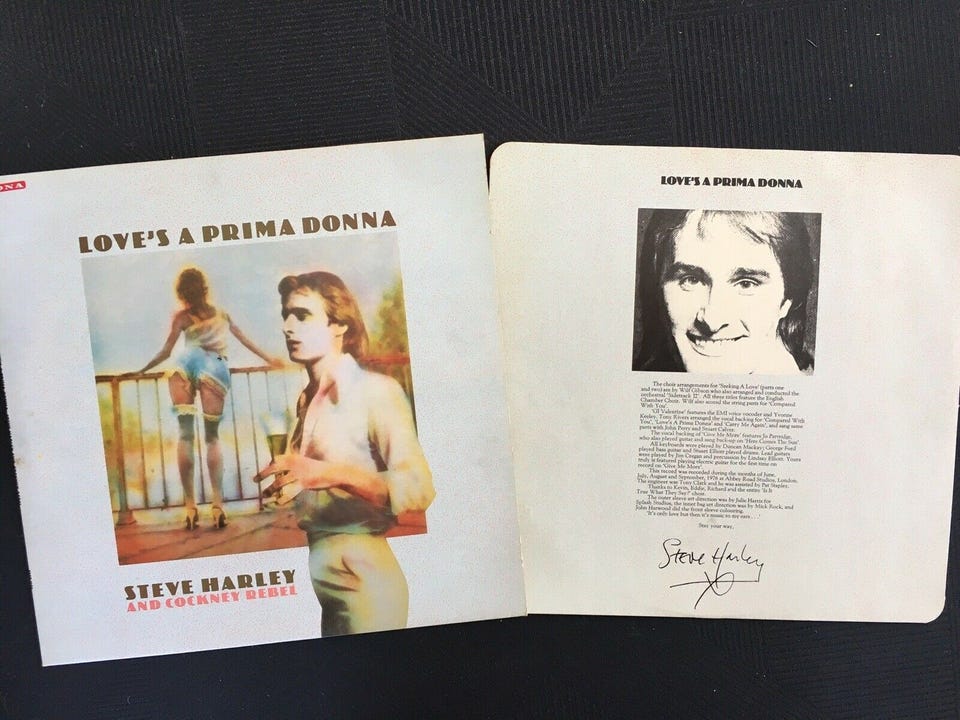 ONA
LOVE'S A PRIMA DONNA
STEVE HARLEY
AND COCKNEY REBEL
LOVE'S A PRIMA DONNA
The choir arrangements for 'Seeking A Love' (parts one
and two) are by Wilf Gibson who also arranged and conducted the
orchestral 'Sidetrack II'. All three titles feature the English
Chamber Choir. Wilf also scored the string parts for 'Compared
With You'.
'GI Valentine' features the EMI voice vocoder and Yvonne
Keeley, Tony Rivers arranged the vocal backing for 'Compared With
You', 'Love's A Prima Donna' and 'Carry Me Again', and sang same
parts with John Perry and Stuart Calver.
The vocal backing of 'Give Me More' features Jo Partridge,
who also played guitar and sang back-up on 'Here Comes The Sun'.
All keyboards were played by Duncan Mackay; George Ford
played bass guitar and Stuart Elliott played drums. Lead guitars
were played by Jim Cregan and percussion by Lindsay Elliott. Yours
truly is featured playing electric guitar for the first time on
record on 'Give Me More'.
This record was recorded during the months of June,
July, August and September, 1976 at Abbey Road Studios, London.
The engineer was Tony Clark and he was assisted by Pat Stapley.
Thanks to Kevin, Eddie, Richard and the entire 'Is It
True What They Say?' choir.
The inner sleeve art direction was by Julie Harris for
Splash Studios, the inner bag art direction was by Mick Rock, and
John Harwood did the front sleeve colouring.
'It's only love but then it's music to my ears . . .'
Stay your way,
Steve Harley